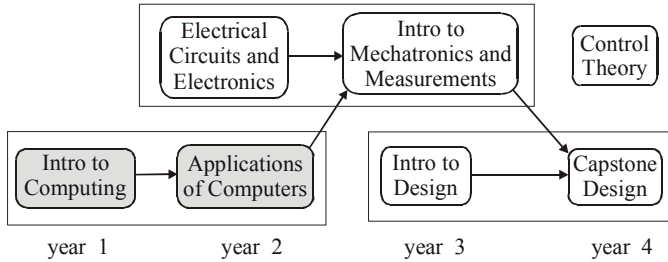 Electrical
Circuits and
Electronics
Intro to
Mechatronics and
Measurements
Control
Theory
Intro to
Computing
Applications
of Computers
Intro to
Design
Capstone
Design
year 1
year 2
year 3
year 4